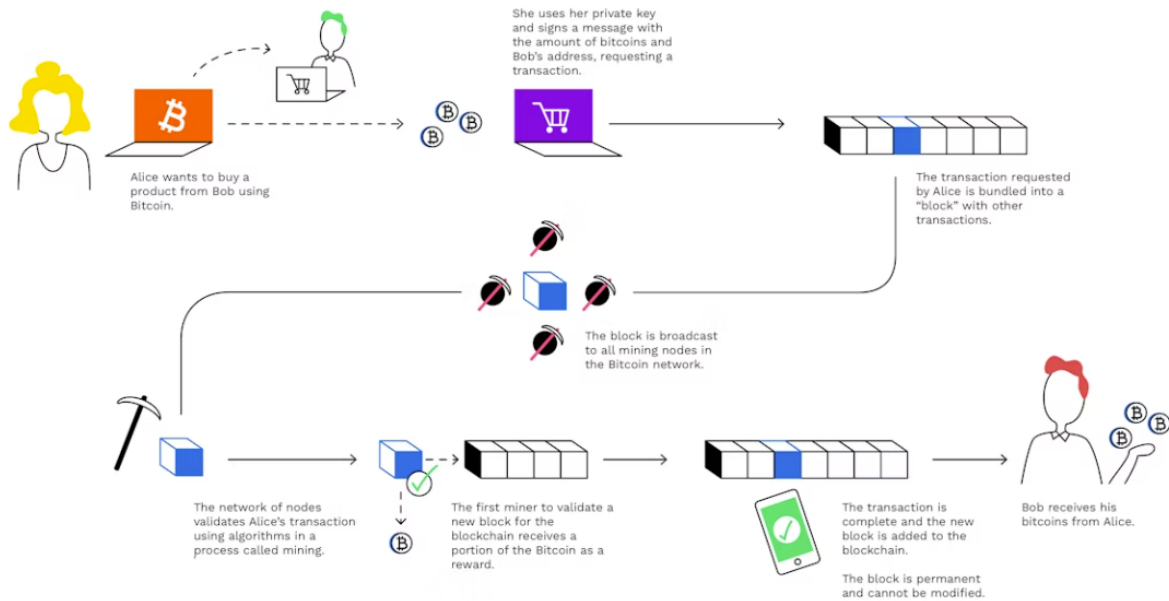 She uses her private key
and signs a message with
the amount of bitcoins and
Bob's address, requesting a
transaction.
Alice wants to buy a
product from Bob using
Bitcoin.
The transaction requested
by Alice is bundled into a
"block" with other
transactions.
The block is broadcast
to all mining nodes in
the Bitcoin network.
The network of nodes
validates Alice's transaction
using algorithms in a
process called mining.
The first miner to validate a
new block for the
blockchain receives a
portion of the Bitcoin as a
reward.
The transaction is
complete and the new
block is added to the
blockchain.
The block is permanent
and cannot be modified.
Bob receives his
bitcoins from Alice.